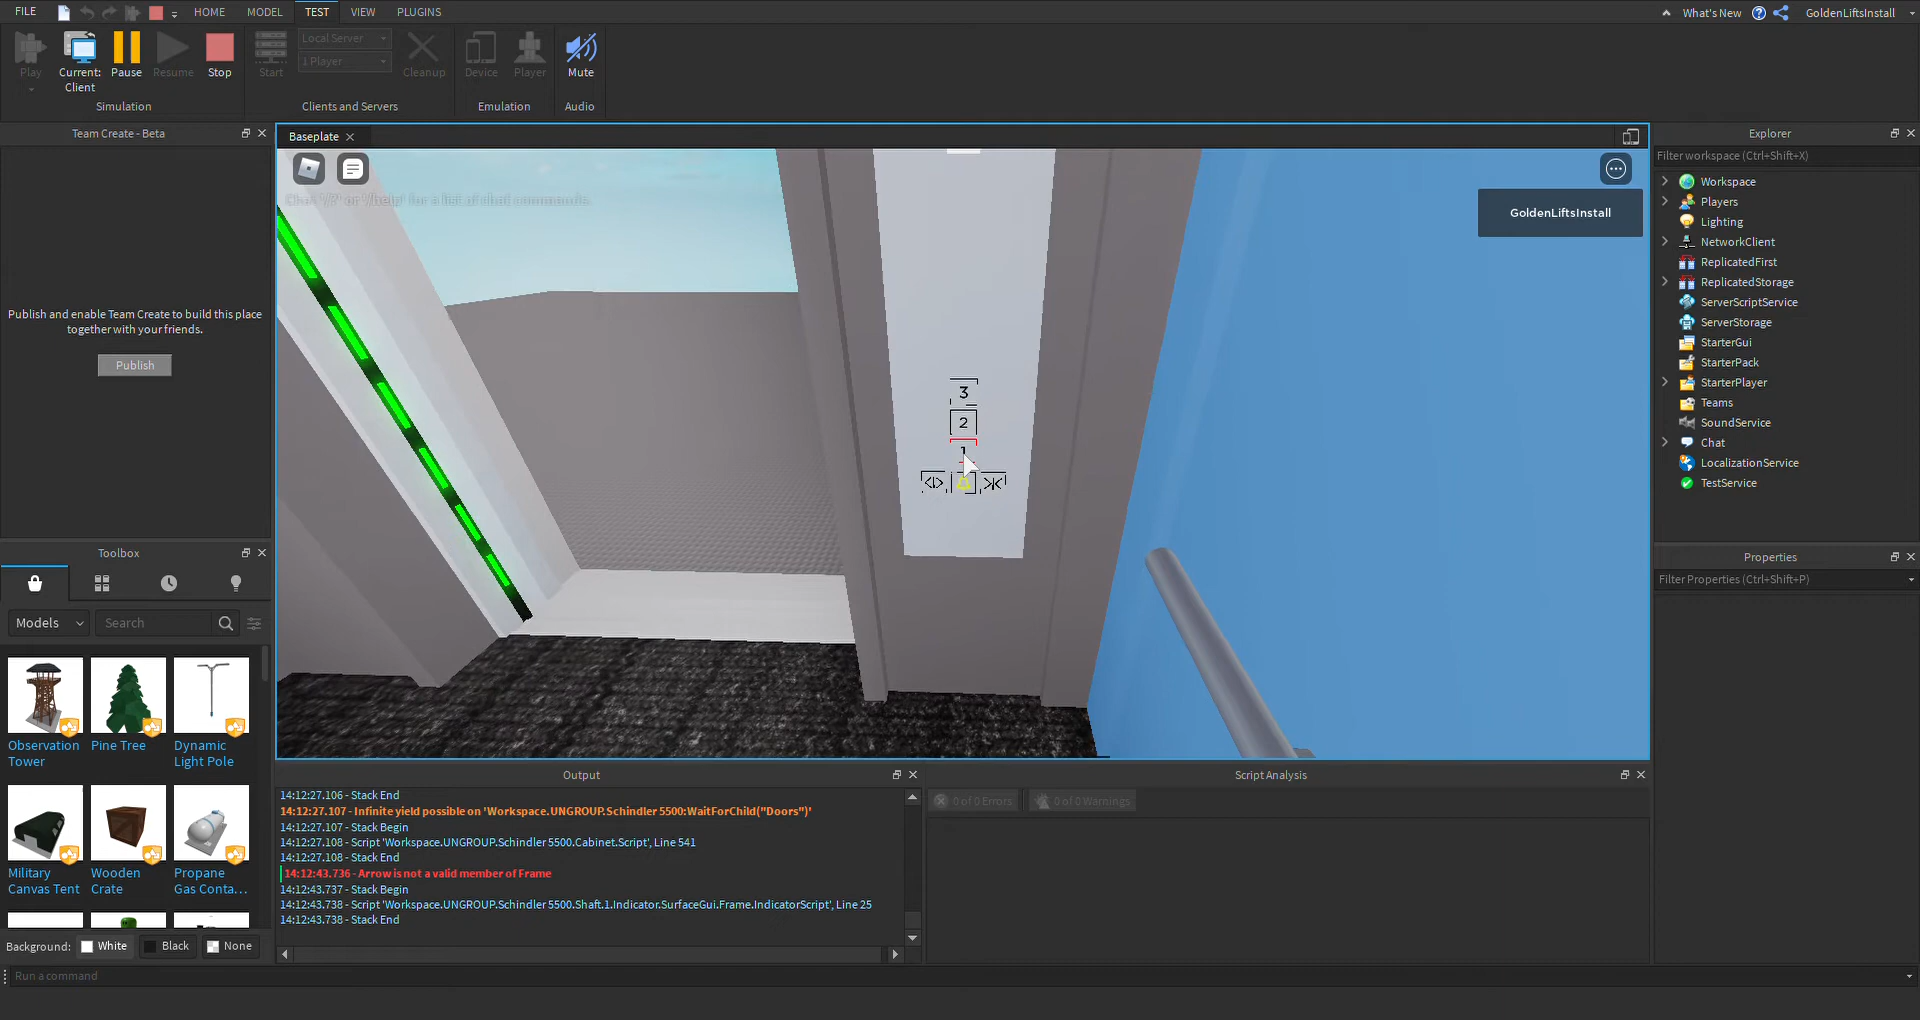 FILE
HOME
MODEL
TEST
VIEW
PLUGINS
What's New
GoldenLiftsInstall
Play
Current:
Client
Pause
Resume
Stop
Simulation
Start
Local Server
1 Player
Cleanup
Clients and Servers
Device
Player
Emulation
Mute
Audio
Team Create - Beta
Publish and enable Team Create to build this place
together with your friends.
Publish
Baseplate
Chat '/?' or '/help' for a list of chat commands.
GoldenLiftsInstall
3
2
1
Explorer
Filter workspace (Ctrl+Shift+X)
Workspace
Players
Lighting
NetworkClient
ReplicatedFirst
ReplicatedStorage
ServerScriptService
ServerStorage
StarterGui
StarterPack
StarterPlayer
Teams
SoundService
Chat
LocalizationService
TestService
Properties
Filter Properties (Ctrl+Shift+P)
Toolbox
Models
Search
Observation
Tower
Pine Tree
Dynamic
Light Pole
Military
Canvas Tent
Wooden
Crate
Propane
Gas Conta...
Background:
White
Black
None
Output
14:12:27.106 - Stack End
14:12:27.107 - Infinite yield possible on 'Workspace.UNGROUP.Schindler 5500:WaitForChild("Doors")'
14:12:27.107 - Stack Begin
14:12:27.108 - Script 'Workspace.UNGROUP.Schindler 5500.Cabinet.Script', Line 541
14:12:27.108 - Stack End
14:12:43.736 - Arrow is not a valid member of Frame
14:12:43.737 - Stack Begin
14:12:43.738 - Script 'Workspace.UNGROUP.Schindler 5500.Shaft.1.Indicator.SurfaceGui.Frame.IndicatorScript', Line 25
14:12:43.738 - Stack End
Script Analysis
0 of 0 Errors
0 of 0 Warnings
Run a command